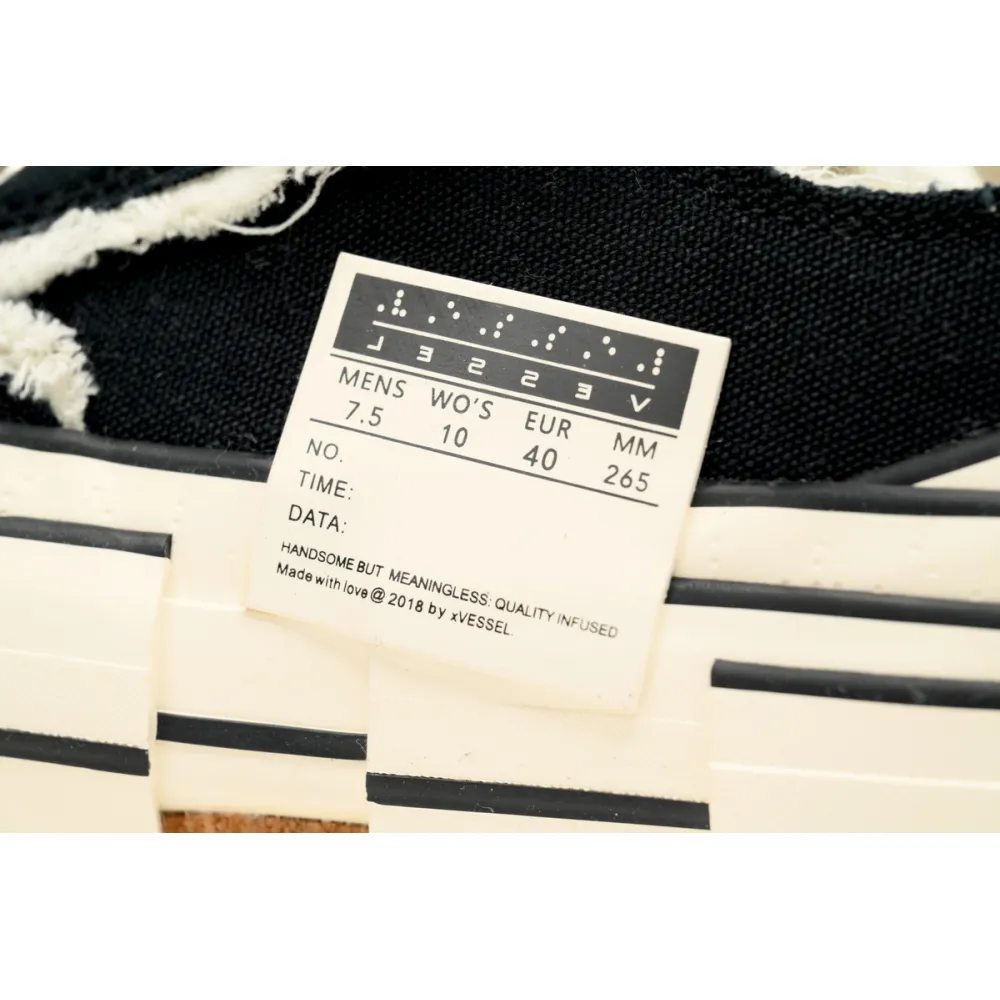 VESSEL
MENS WO'S EUR MM
7.5 10 40 265
NO.
TIME:
DATA:
HANDSOME BUT MEANINGLESS: QUALITY INFUSED
Made with love @ 2018 by xVESSEL.